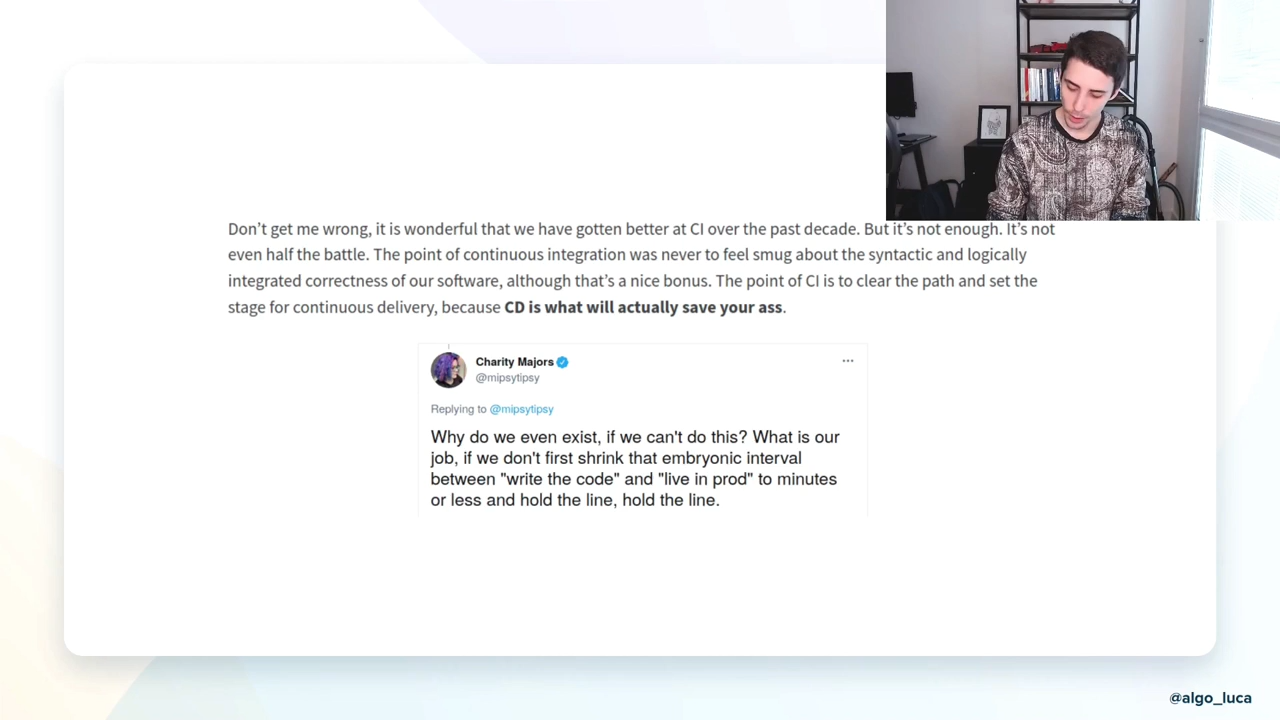 Don’t get me wrong, it is wonderful that we have gotten better at CI over the past decade. But it’s not enough. It’s not
even half the battle. The point of continuous integration was never to feel smug about the syntactic and logically
integrated correctness of our software, although that’s a nice bonus. The point of CI is to clear the path and set the
stage for continuous delivery, because CD is what will actually save your ass.
Charity Majors
@mipsytipsy
Replying to @mipsytipsy
Why do we even exist, if we can't do this? What is our
job, if we don't first shrink that embryonic interval
between "write the code" and "live in prod" to minutes
or less and hold the line, hold the line.
@algo_luca